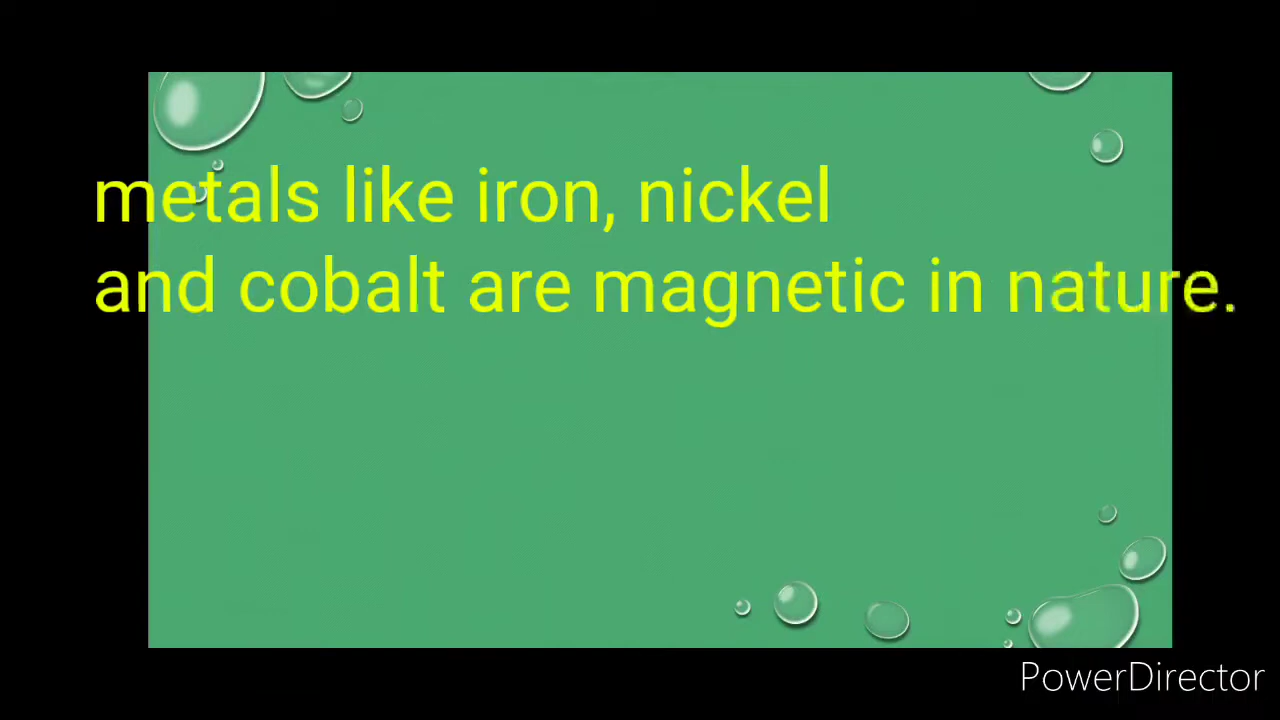 metals like iron, nickel
and cobalt are magnetic in nature.
PowerDirector